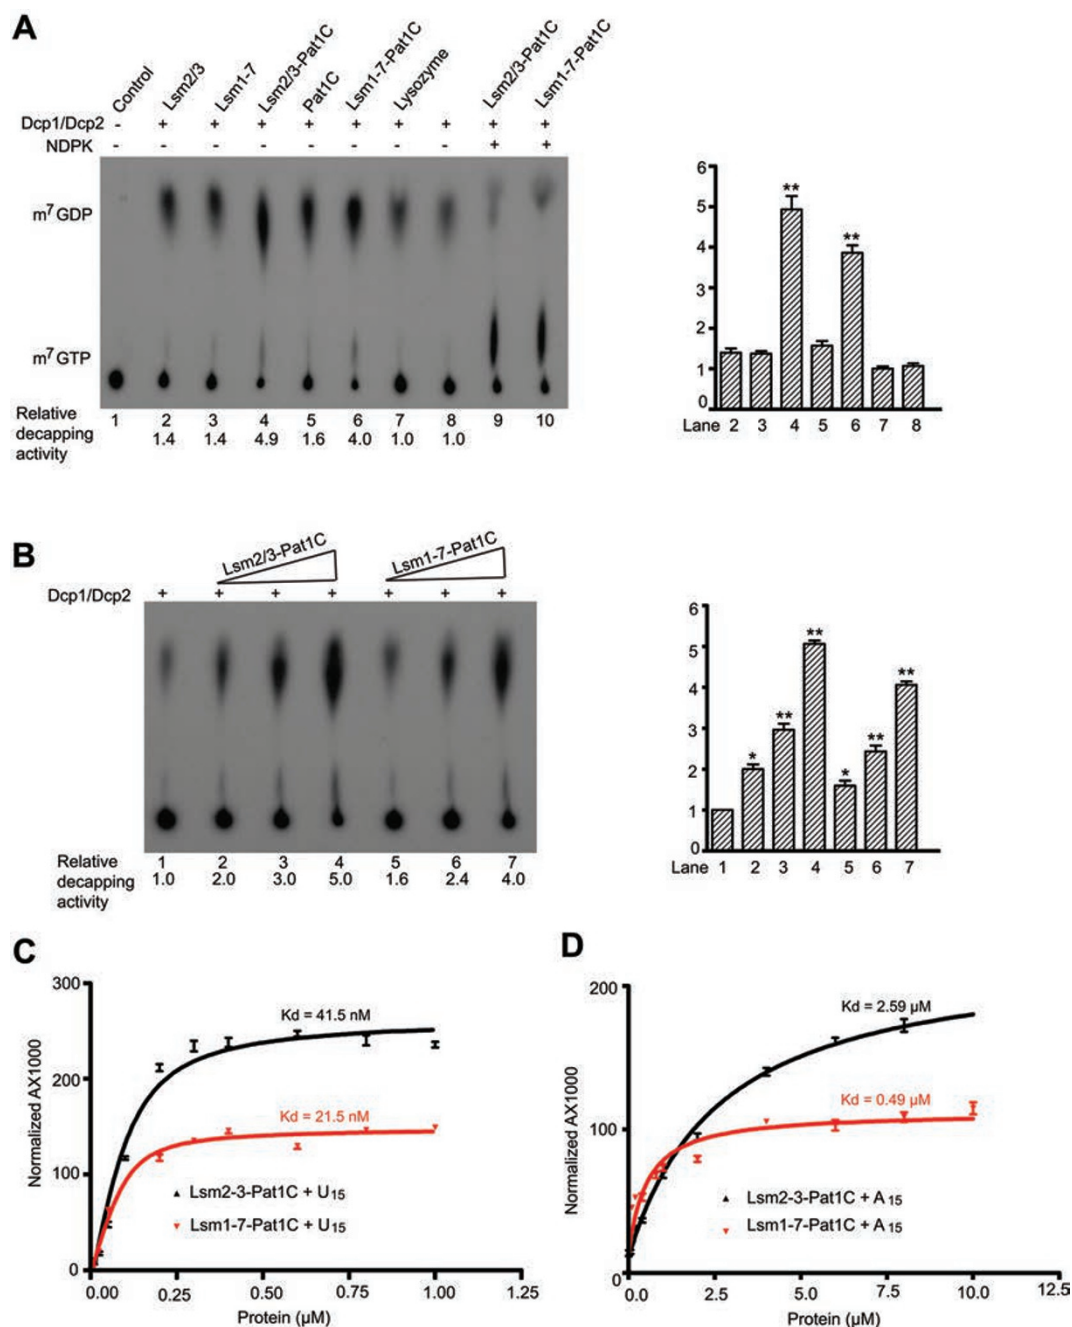 A
Control
Lsm2/3
Lsm1-7
Lsm2/3-Pat1C
Pat1C
Lsm1-7-Pat1C
Lysozyme
Lsm2/3-Pat1C
Lsm1-7-Pat1C
Dcp1/Dcp2 - + + + + + + + + +
NDPK - - - - - - - + +
m7GDP
m7GTP
1 2 3 4 5 6 7 8 9 10
Relative decapping activity 1.4 1.4 4.9 1.6 4.0 1.0 1.0
6
5
4
3
2
1
0
** **
Lane 2 3 4 5 6 7 8
B
Lsm2/3-Pat1C
Lsm1-7-Pat1C
Dcp1/Dcp2 + + + + + + +
1 2 3 4 5 6 7
Relative decapping activity 1.0 2.0 3.0 5.0 1.6 2.4 4.0
6
5
4
3
2
1
0
* ** ** * ** **
Lane 1 2 3 4 5 6 7
C
Normalized AX1000
300
200
100
0
Kd = 41.5 nM
Kd = 21.5 nM
Lsm2-3-Pat1C + U15
Lsm1-7-Pat1C + U15
0.00 0.25 0.50 0.75 1.00 1.25
Protein (µM)
D
Normalized AX1000
200
100
0
Kd = 2.59 µM
Kd = 0.49 µM
Lsm2-3-Pat1C + A15
Lsm1-7-Pat1C + A15
0 2.5 5.0 7.5 10.0 12.5
Protein (µM)